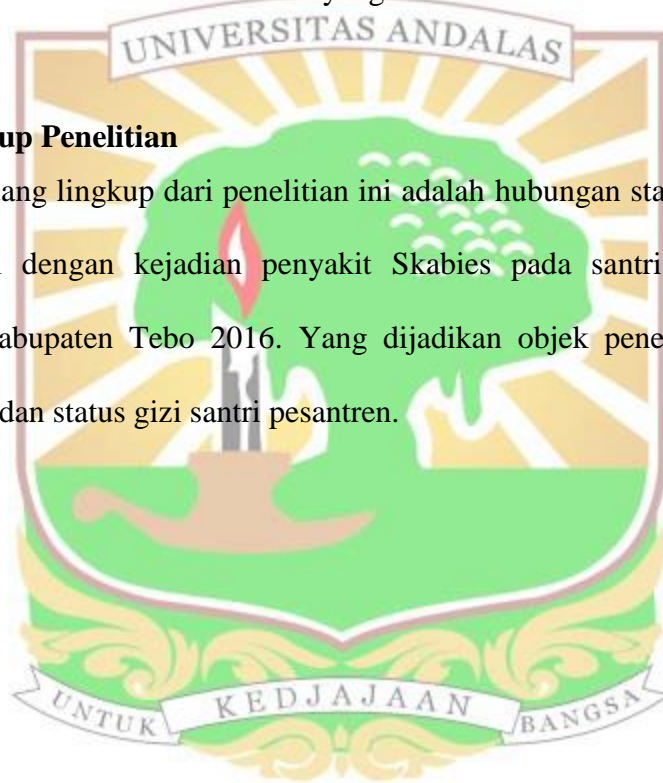 yang
UNIVERSITAS ANDALAS
up Penelitian
ang lingkup dari penelitian ini adalah hubungan sta
dengan kejadian penyakit Skabies pada santri
abupaten Tebo 2016. Yang dijadikan objek pene
dan status gizi santri pesantren.
UNTUK KEDJAJAAN BANGSA